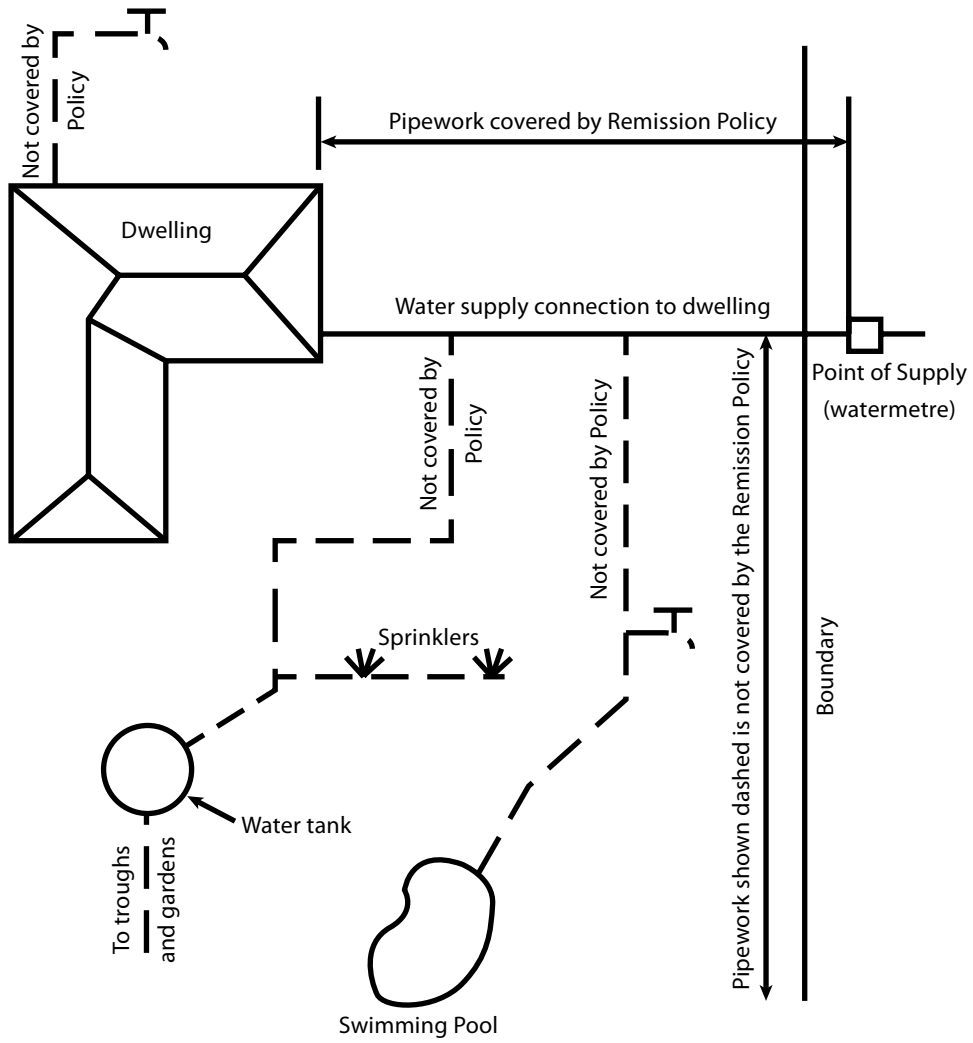 Not covered by
Policy
Pipework covered by Remission Policy
Dwelling
Water supply connection to dwelling
Point of Supply
(watermetre)
Not covered by
Policy
Not covered by Policy
Pipework shown dashed is not covered by the Remission Policy
Boundary
Sprinklers
Water tank
To troughs
and gardens
Swimming Pool